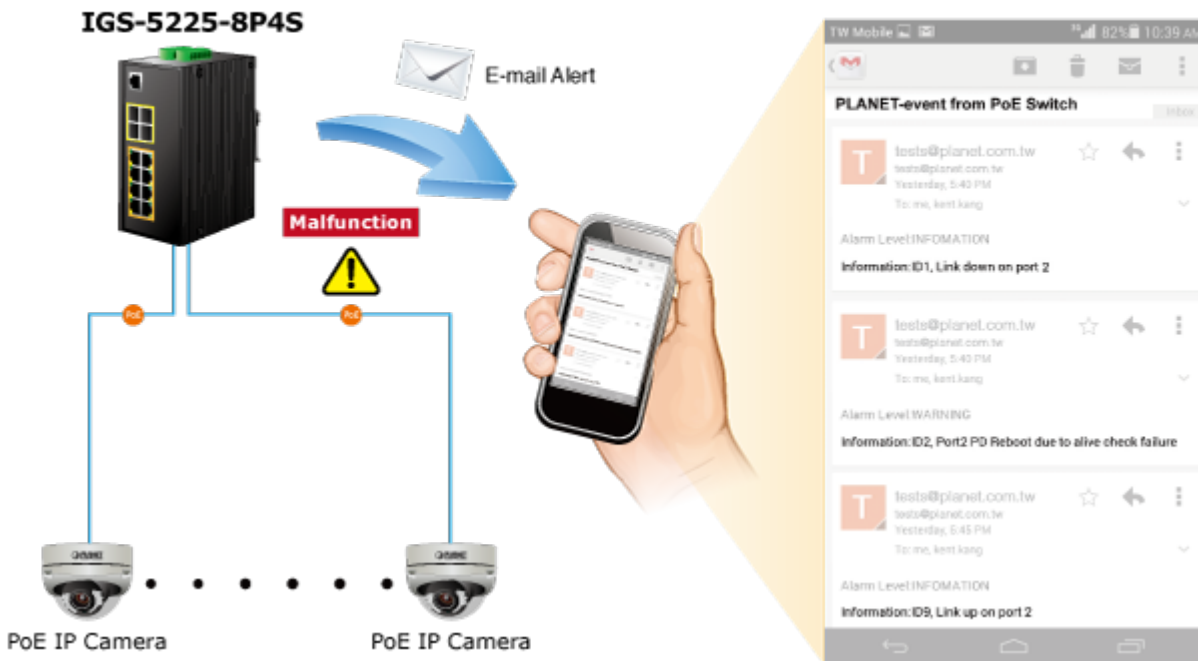 IGS-5225-8P4S
E-mail Alert
Malfunction
PoE
PoE
PoE IP Camera
PoE IP Camera
TW Mobile
3G
82%
10:39 AM
PLANET-event from PoE Switch
Inbox
T
tests@planet.com.tw
tests@planet.com.tw
Yesterday, 5:40 PM
To: me, kent.kang
Alarm Level:INFOMATION
Information:ID1, Link down on port 2
T
tests@planet.com.tw
tests@planet.com.tw
Yesterday, 5:40 PM
To: me, kent.kang
Alarm Level:WARNING
Information:ID2, Port2 PD Reboot due to alive check failure
T
tests@planet.com.tw
tests@planet.com.tw
Yesterday, 5:45 PM
To: me, kent.kang
Alarm Level:INFOMATION
Information:ID9, Link up on port 2